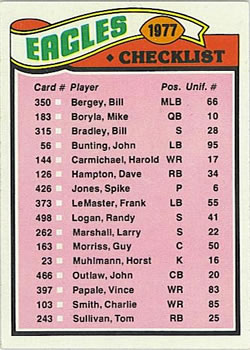 EAGLES 1977
CHECKLIST
Card # Player Pos. Unif. #
350 Bergey, Bill MLB 66
183 Boryla, Mike QB 10
315 Bradley, Bill S 28
56 Bunting, John LB 95
144 Carmichael, Harold WR 17
126 Hampton, Dave RB 34
426 Jones, Spike P 6
373 LeMaster, Frank LB 55
498 Logan, Randy S 41
262 Marshall, Larry S 22
163 Morriss, Guy C 50
23 Muhlmann, Horst K 16
466 Outlaw, John CB 20
397 Papale, Vince WR 83
103 Smith, Charlie WR 85
243 Sullivan, Tom RB 25